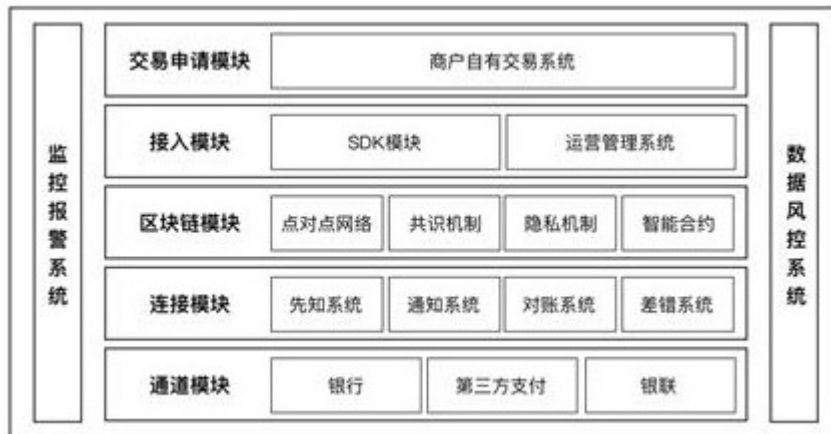 监控报警系统
交易申请模块
商户自有交易系统
接入模块
SDK模块
运营管理系统
区块链模块
点对点网络
共识机制
隐私机制
智能合约
连接模块
先知系统
通知系统
对账系统
差错系统
通道模块
银行
第三方支付
银联
数据风控系统